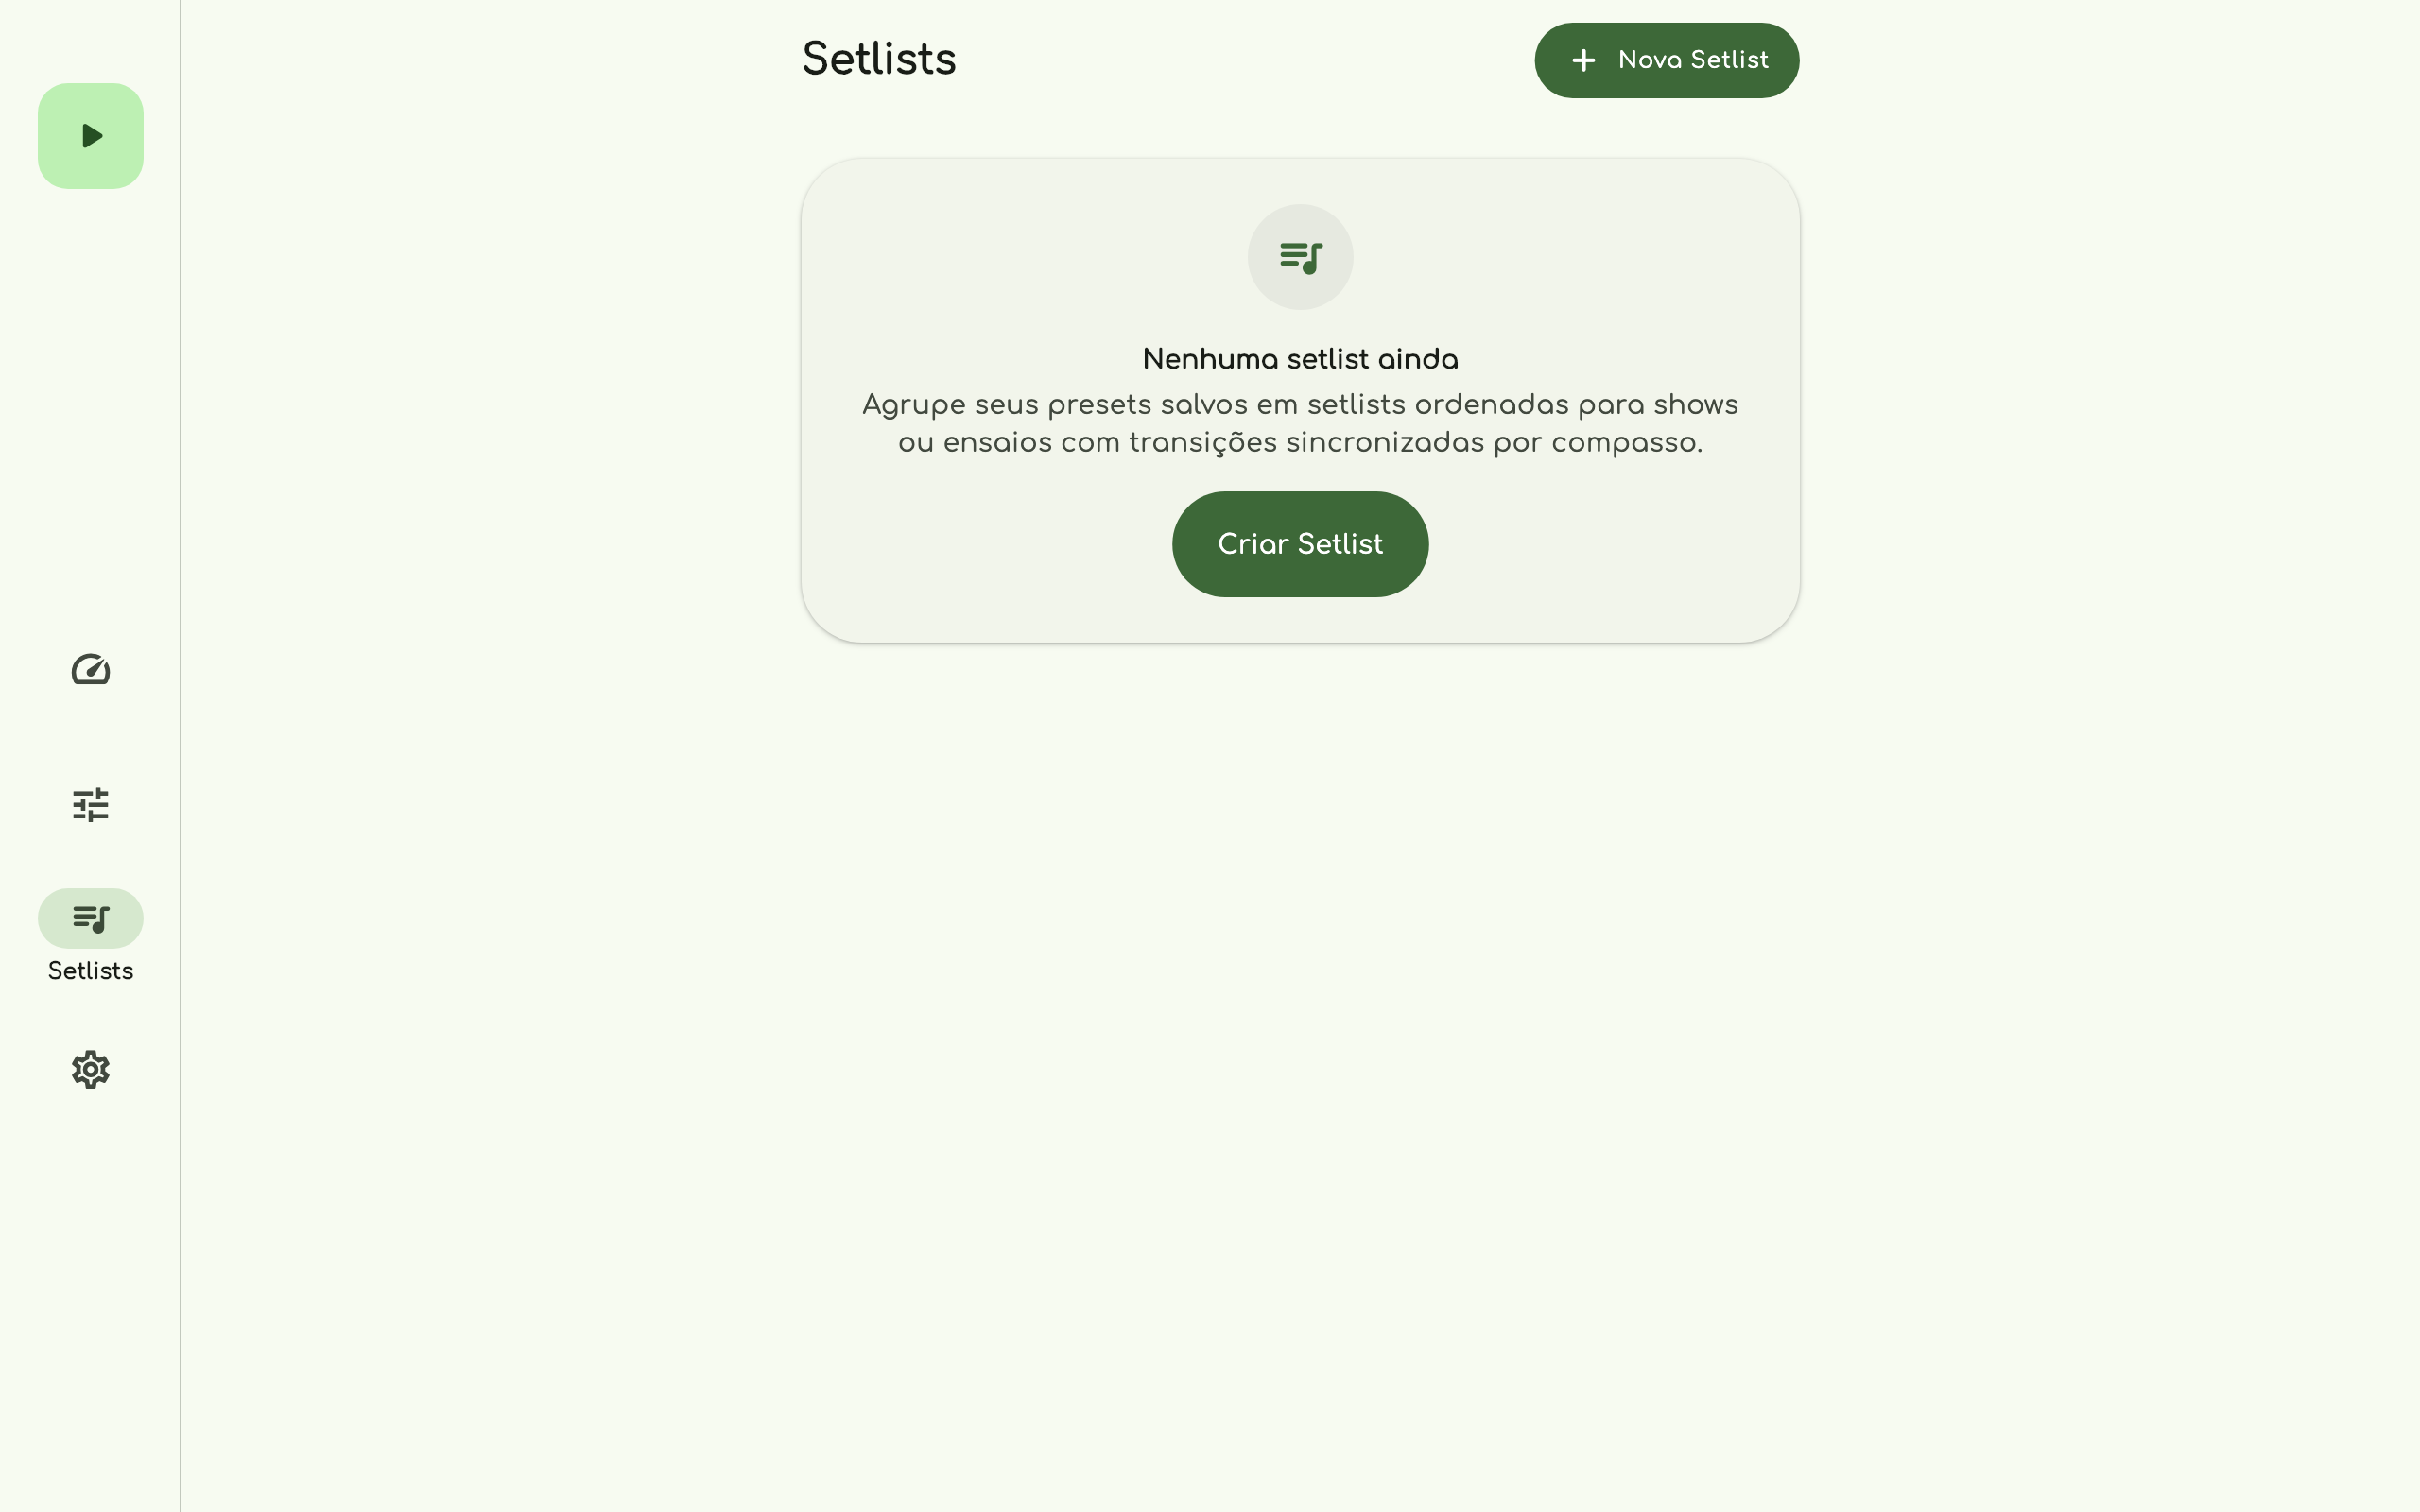 Setlists
Nova Setlist
Nenhuma setlist ainda
Agrupe seus presets salvos em setlists ordenadas para shows
ou ensaios com transições sincronizadas por compasso.
Criar Setlist
Setlists